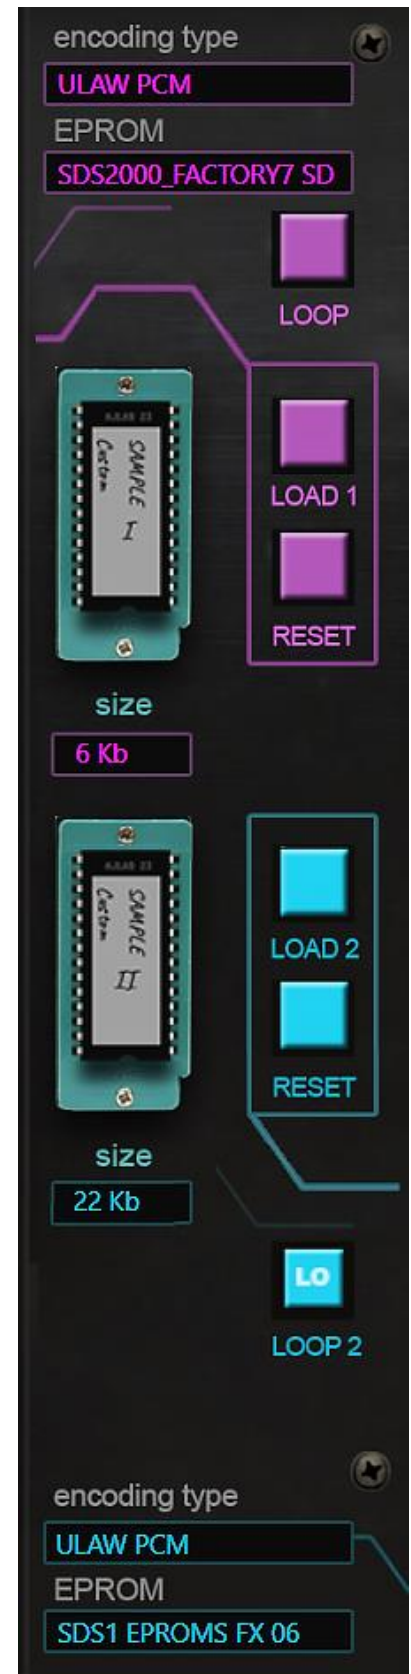 encoding type
ULAW PCM
EPROM
SDS2000_FACTORY7 SD
LOOP
SAMPLE
I
Custom
LOAD 1
RESET
size
6 Kb
SAMPLE
II
Custom
LOAD 2
RESET
size
22 Kb
LO
LOOP 2
encoding type
ULAW PCM
EPROM
SDS1 EPROMS FX 06